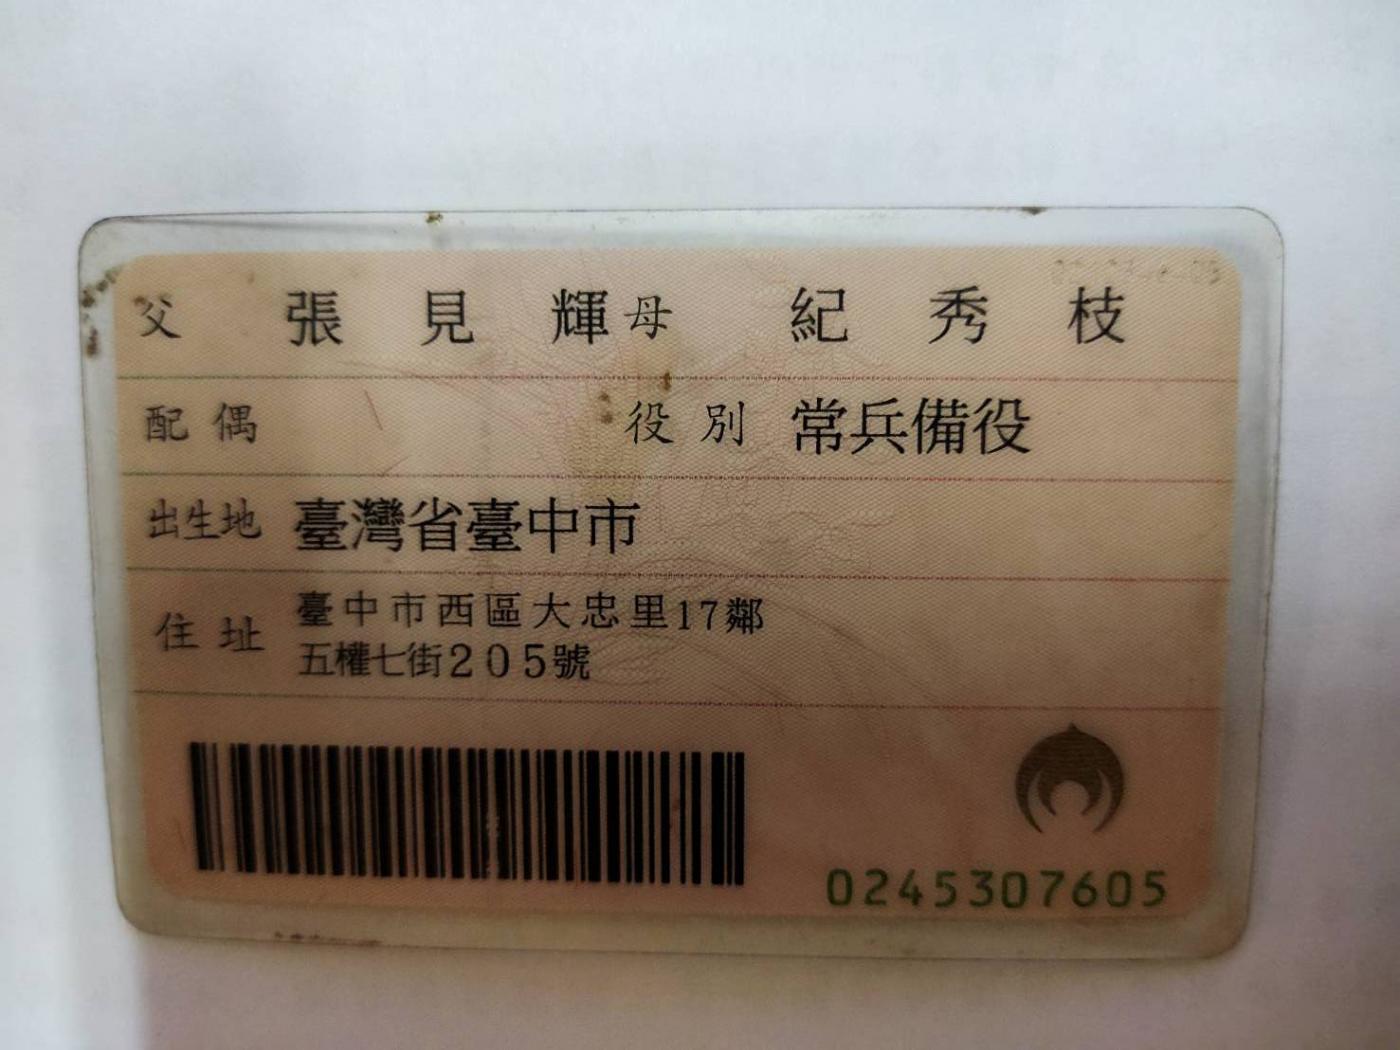 父 張見輝 母 紀秀枝
配偶 役別 常兵備役
出生地 臺灣省臺中市
住址 臺中市西區大忠里17鄰
五權七街205號
0245307605